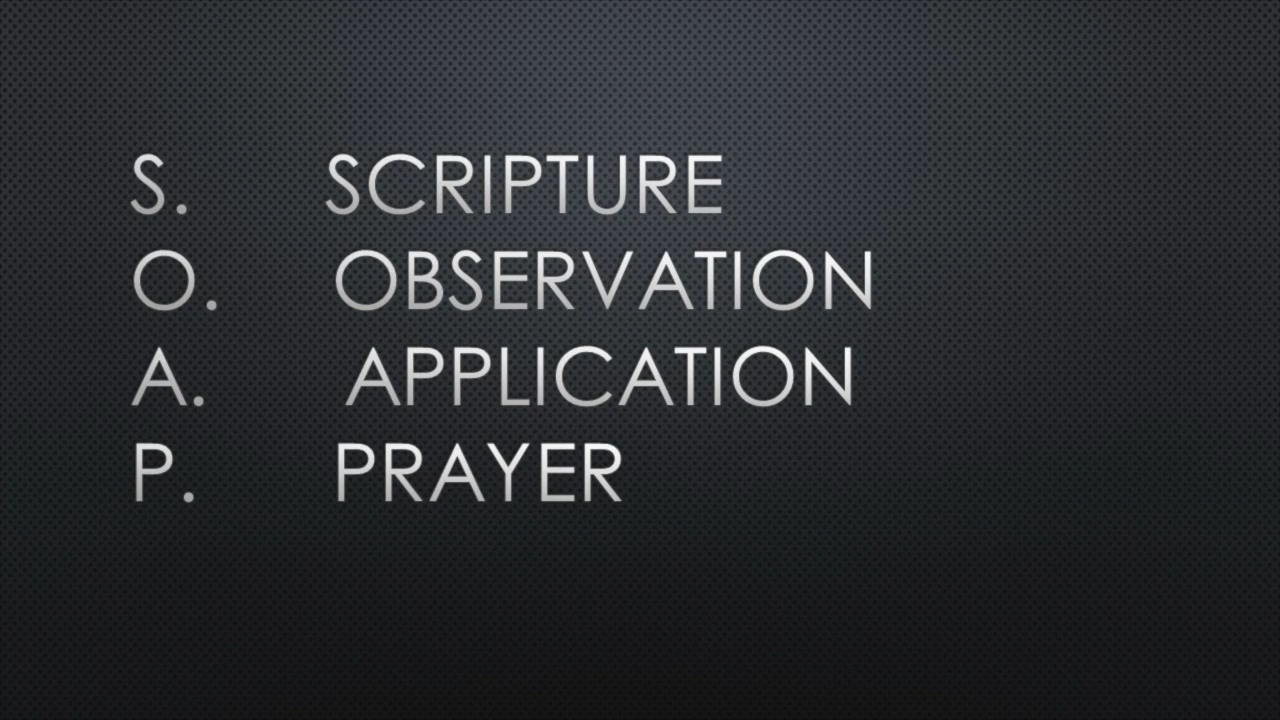 S. SCRIPTURE
O. OBSERVATION
A. APPLICATION
P. PRAYER